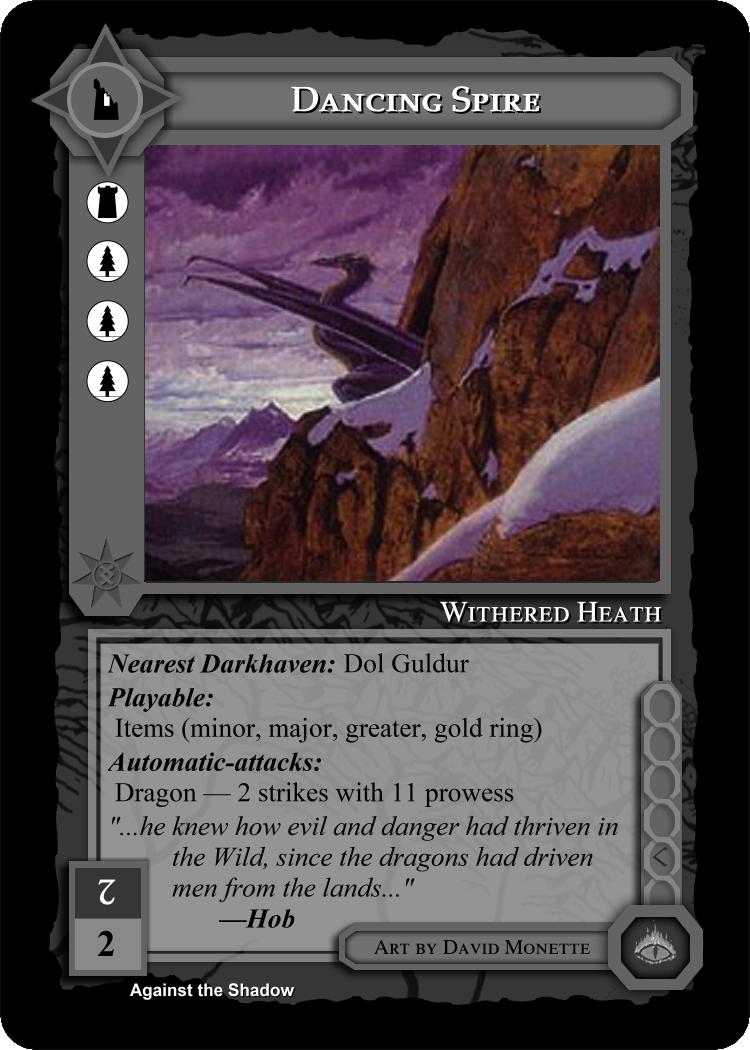 Dancing Spire
Withered Heath
Nearest Darkhaven: Dol Guldur
Playable:
Items (minor, major, greater, gold ring)
Automatic-attacks:
Dragon — 2 strikes with 11 prowess
"...he knew how evil and danger had thriven in
the Wild, since the dragons had driven
men from the lands..."
—Hob
2
2
Art by David Monette
Against the Shadow